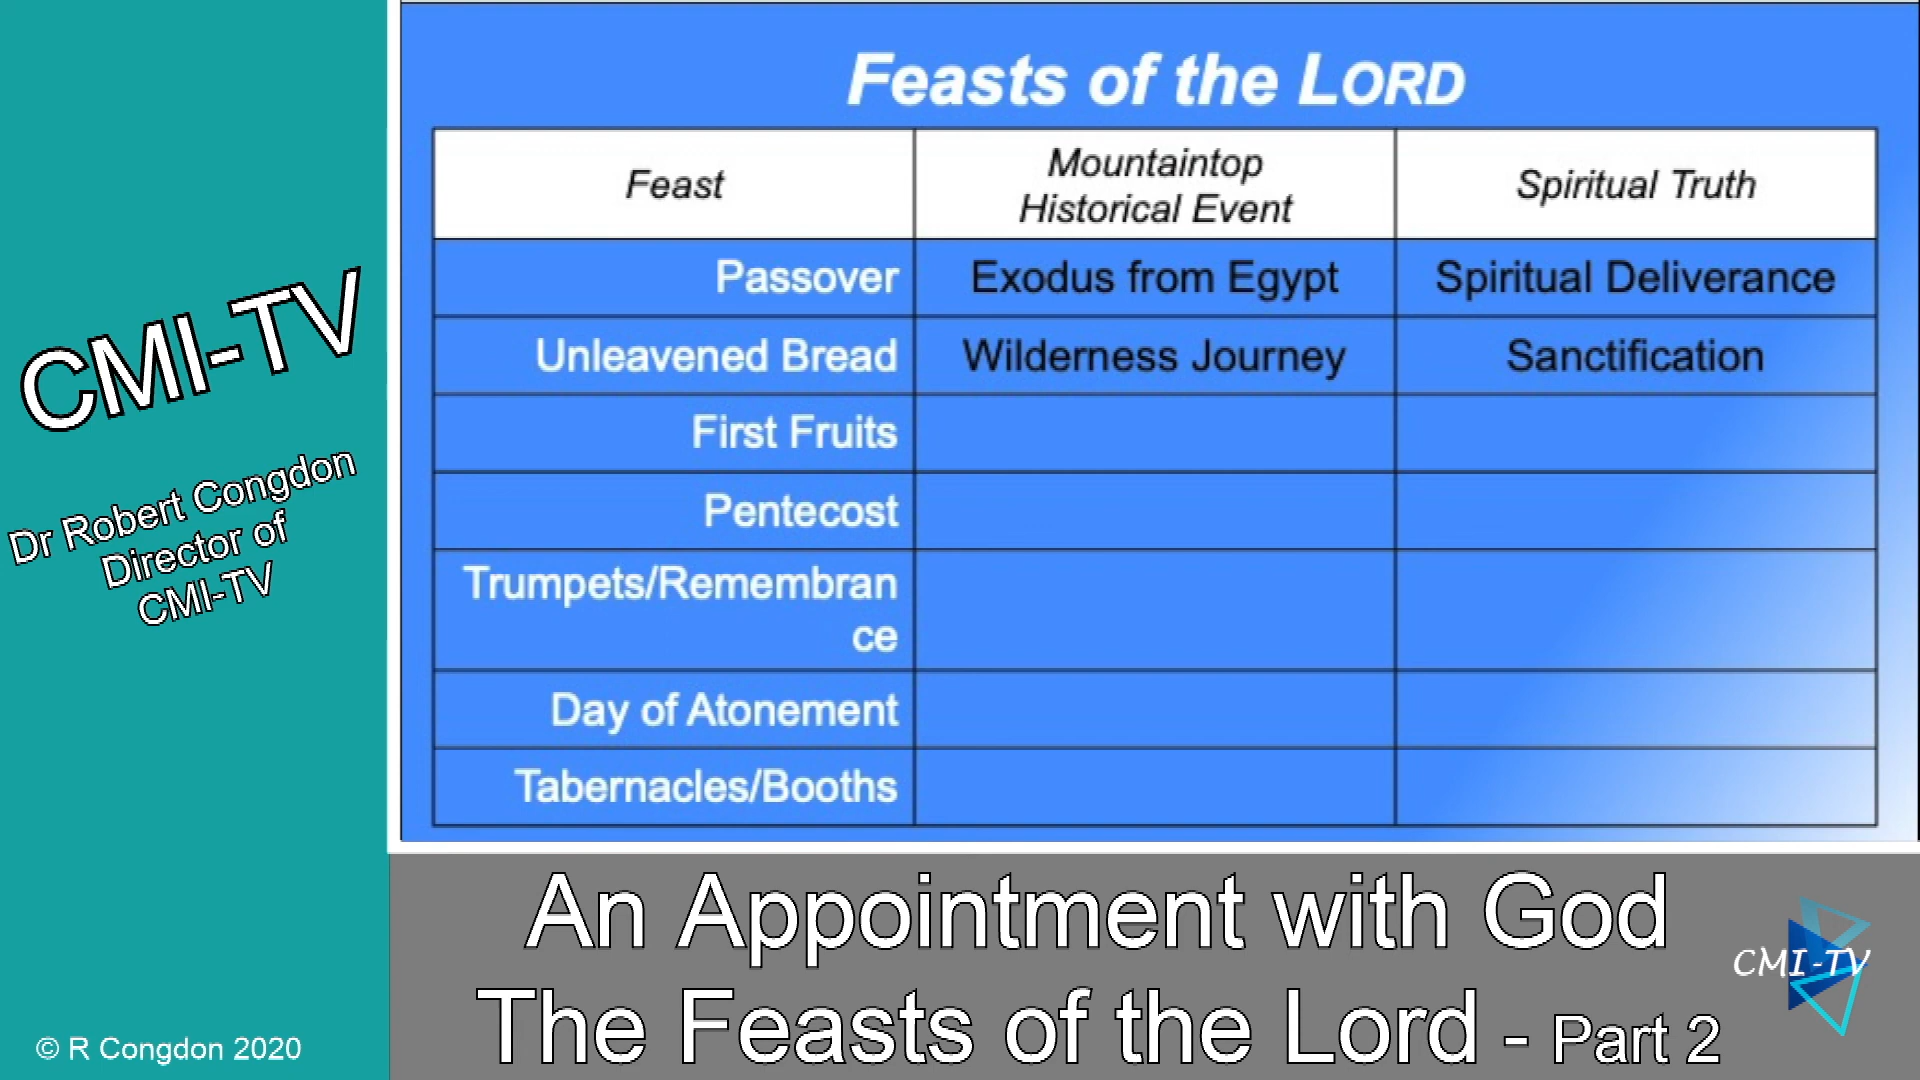 CMI-TV
Dr Robert Congdon
Director of
CMI-TV
© R Congdon 2020
Feasts of the LORD
Feast
Mountaintop
Historical Event
Spiritual Truth
Passover
Exodus from Egypt
Spiritual Deliverance
Unleavened Bread
Wilderness Journey
Sanctification
First Fruits
Pentecost
Trumpets/Remembran
ce
Day of Atonement
Tabernacles/Booths
An Appointment with God
The Feasts of the Lord - Part 2
CMI-TV